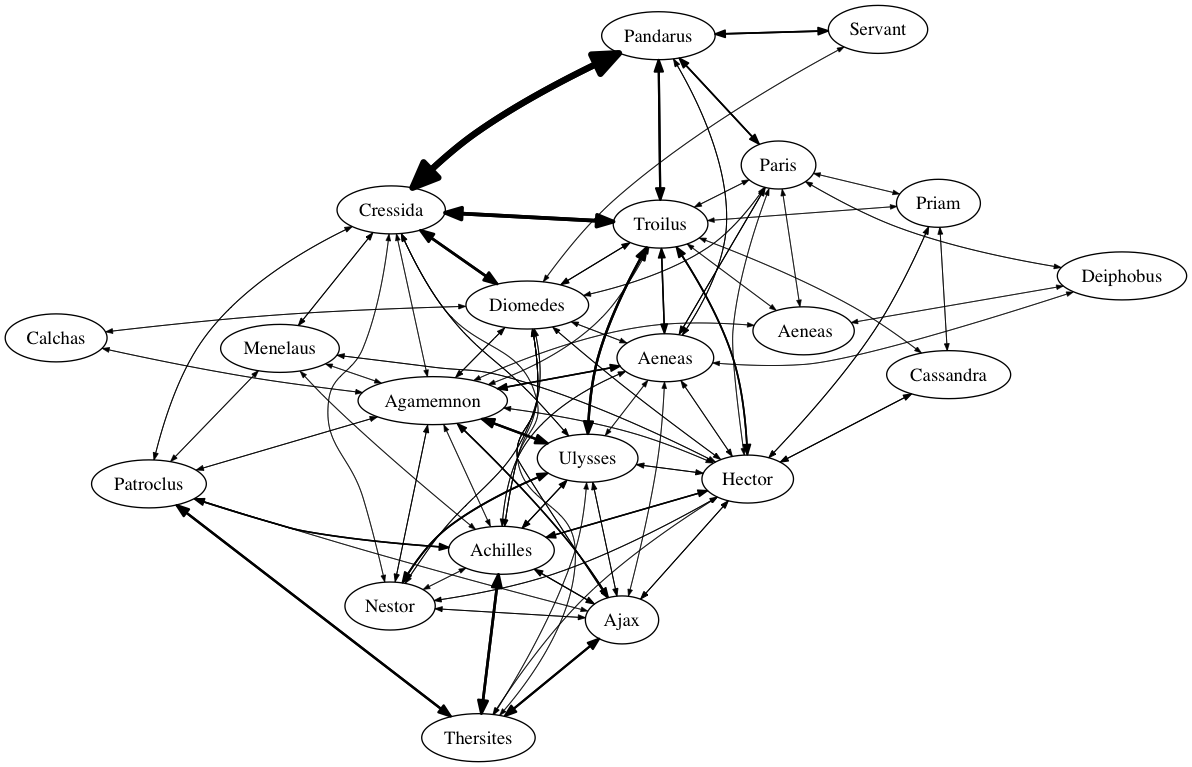 Servant
Pandarus
Paris
Priam
Cressida
Troilus
Deiphobus
Diomedes
Calchas
Menelaus
Aeneas
Aeneas
Cassandra
Agamemnon
Ulysses
Hector
Patroclus
Achilles
Nestor
Ajax
Thersites